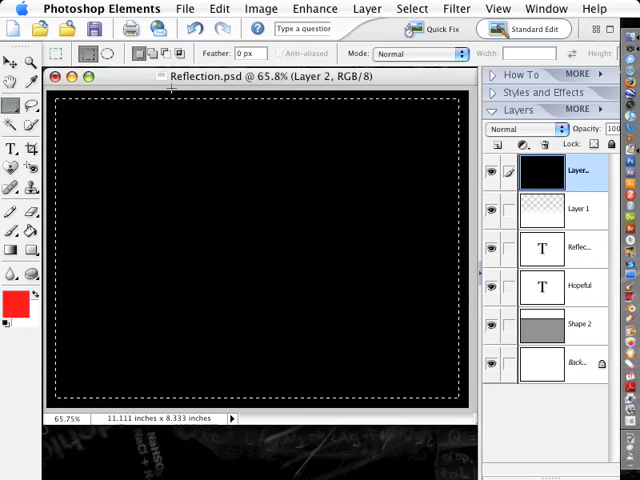 Photoshop Elements File Edit Image Enhance Layer Select Filter View Window Help
Type a question Quick Fix Standard Edit
Feather: 0 px Anti-aliased Mode: Normal Width: Height:
Reflection.psd @ 65.8% (Layer 2, RGB/8)
How To MORE
Styles and Effects
Layers MORE
Normal Opacity: 100
Lock:
Layer...
Layer 1
T Reflec...
T Hopeful
Shape 2
Back...
65.75% 11.111 inches x 8.333 inches